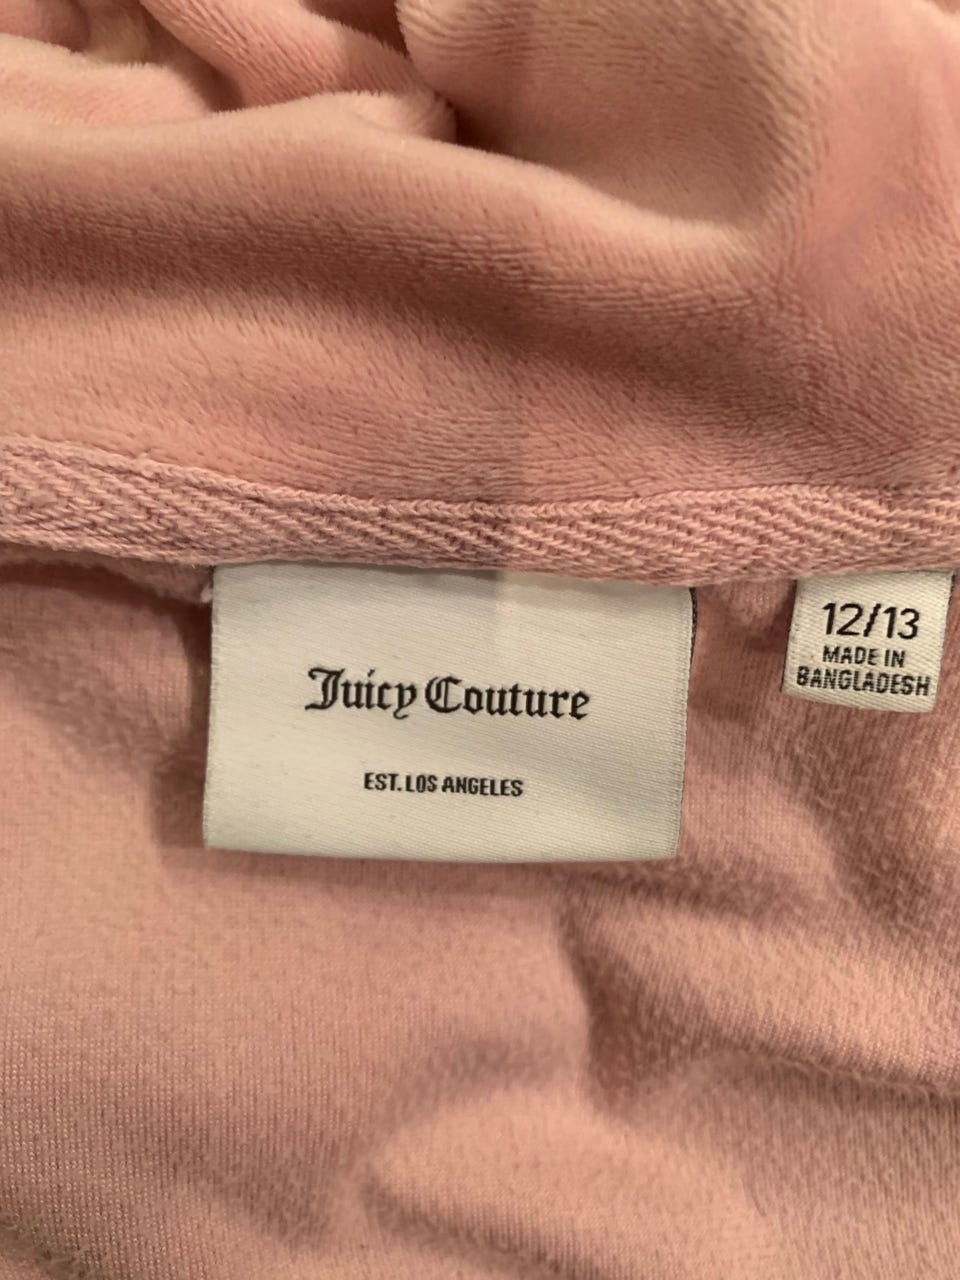 Juicy Couture
EST. LOS ANGELES
12/13
MADE IN
BANGLADESH